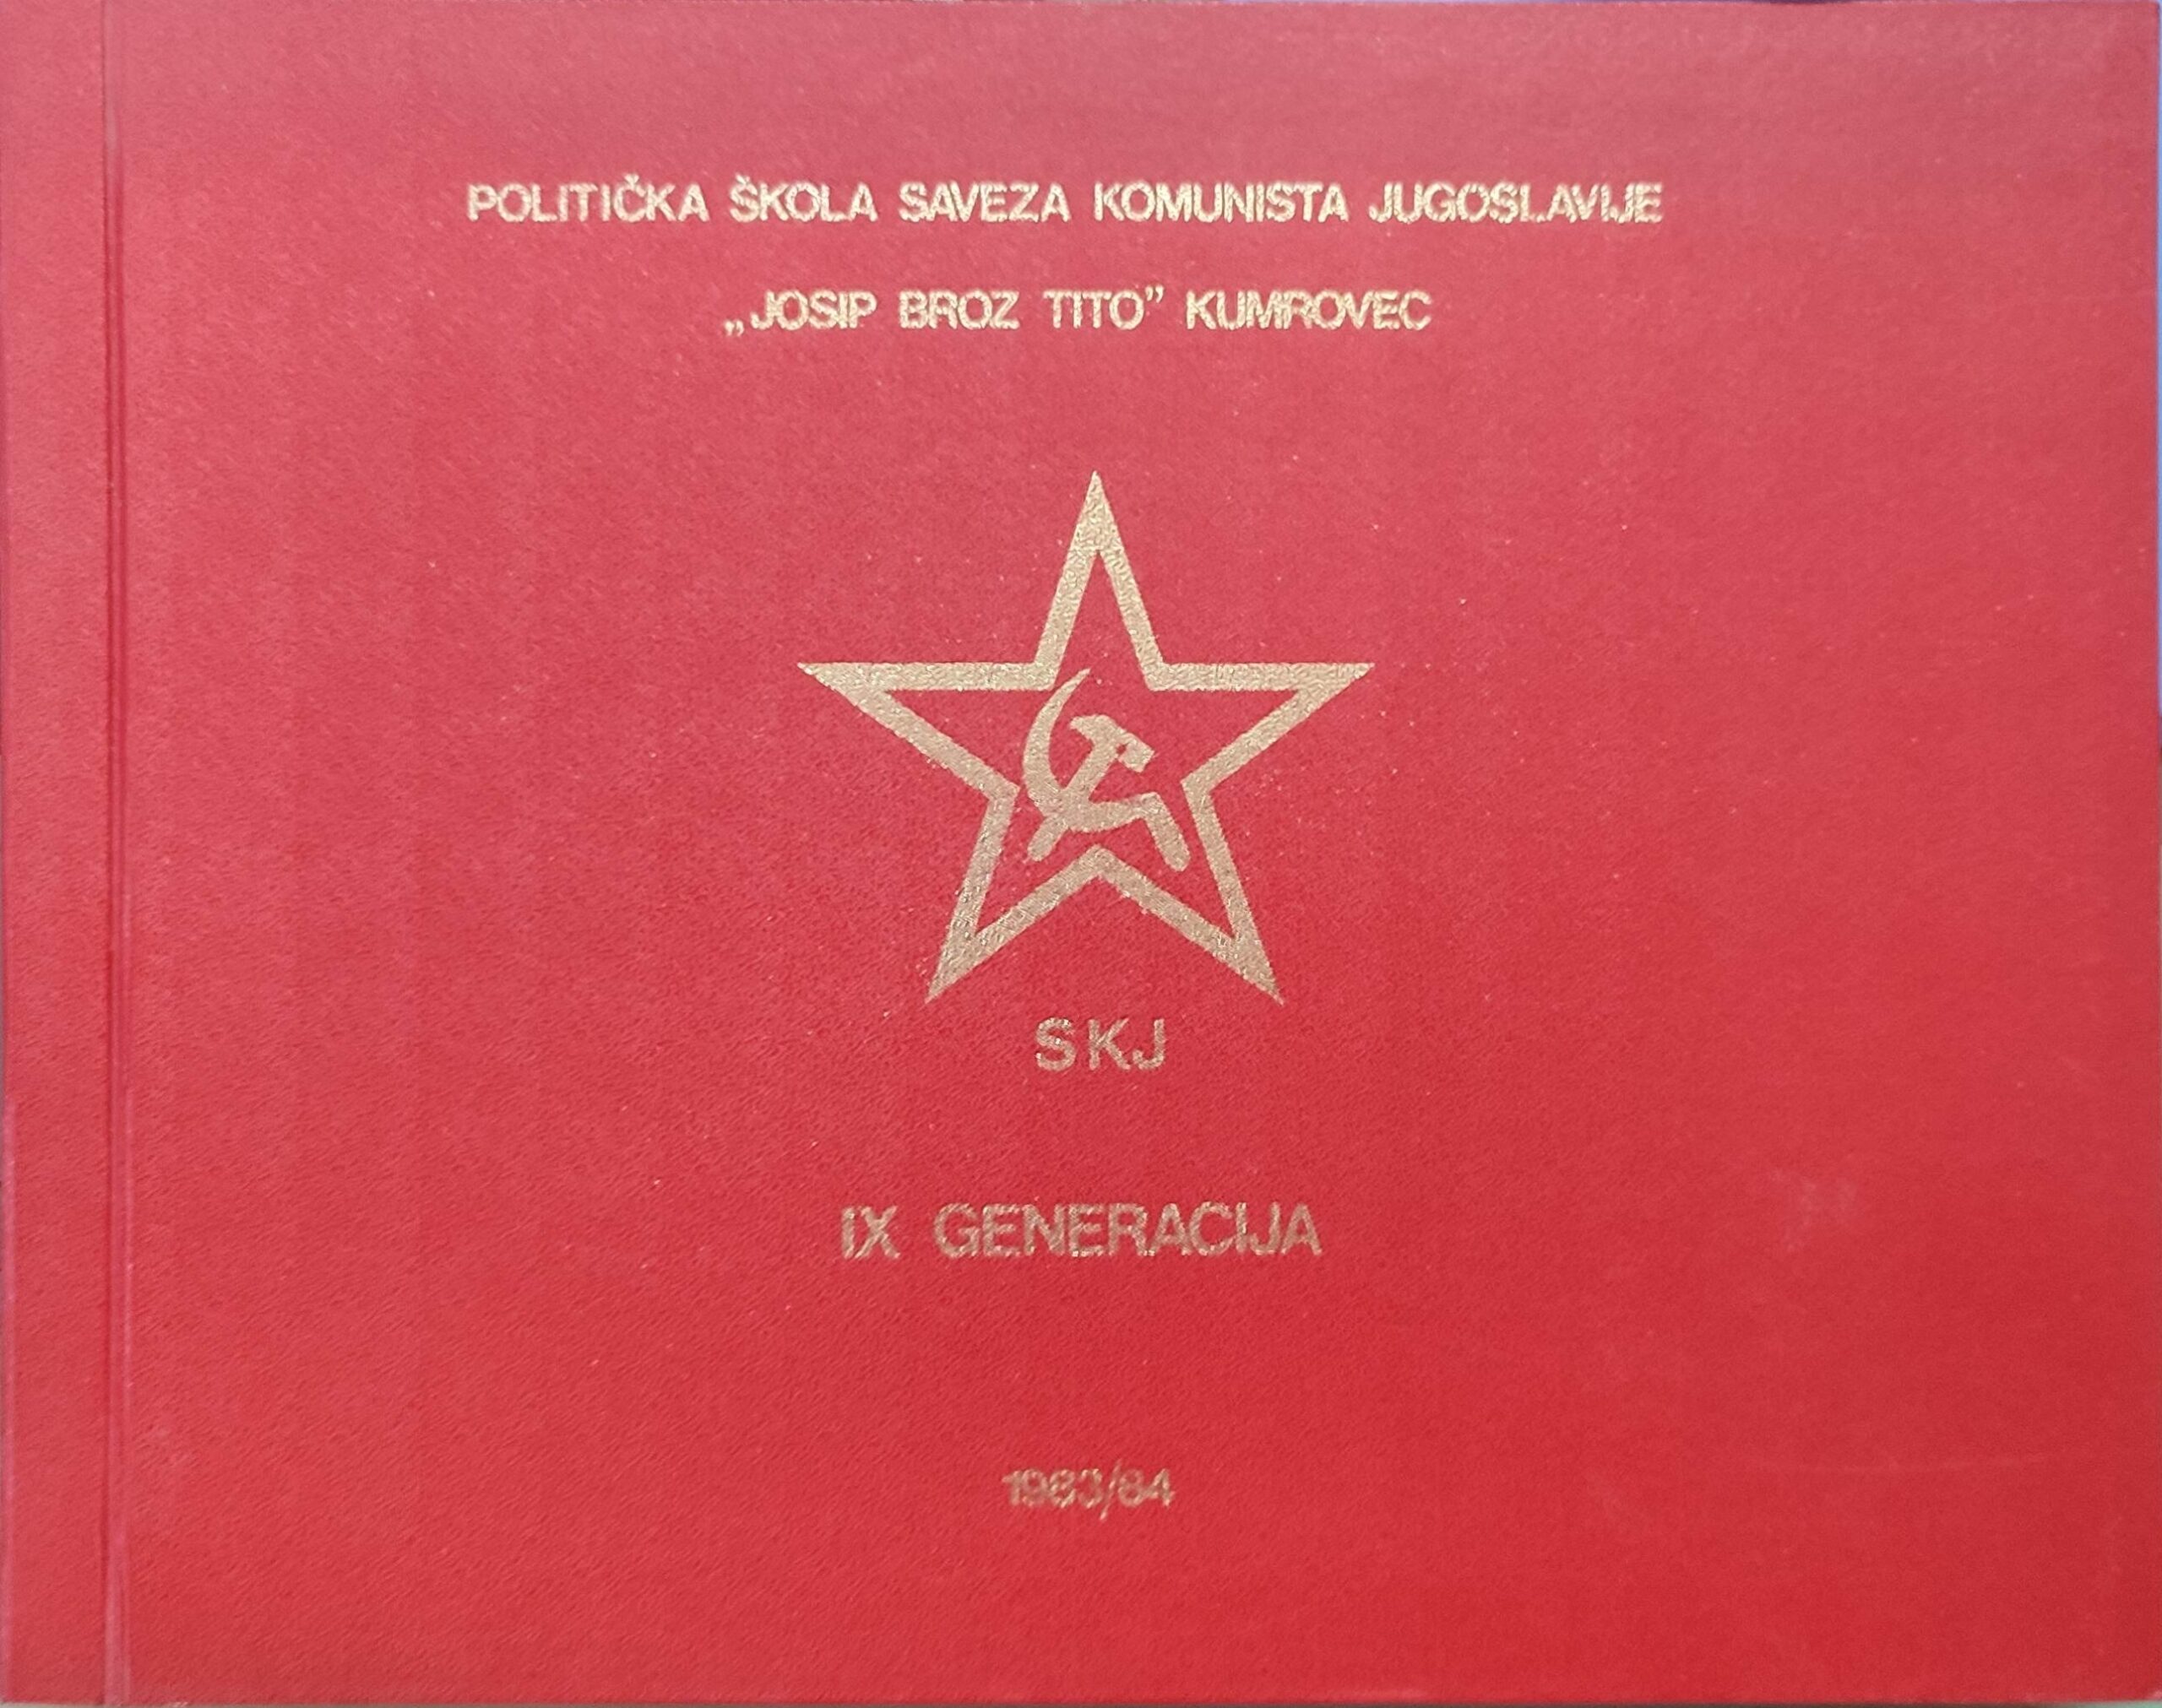 POLITIČKA ŠKOLA SAVEZA KOMUNISTA JUGOSLAVIJE
„JOSIP BROZ TITO” KUMROVEC
SKJ
IX GENERACIJA
1983/84